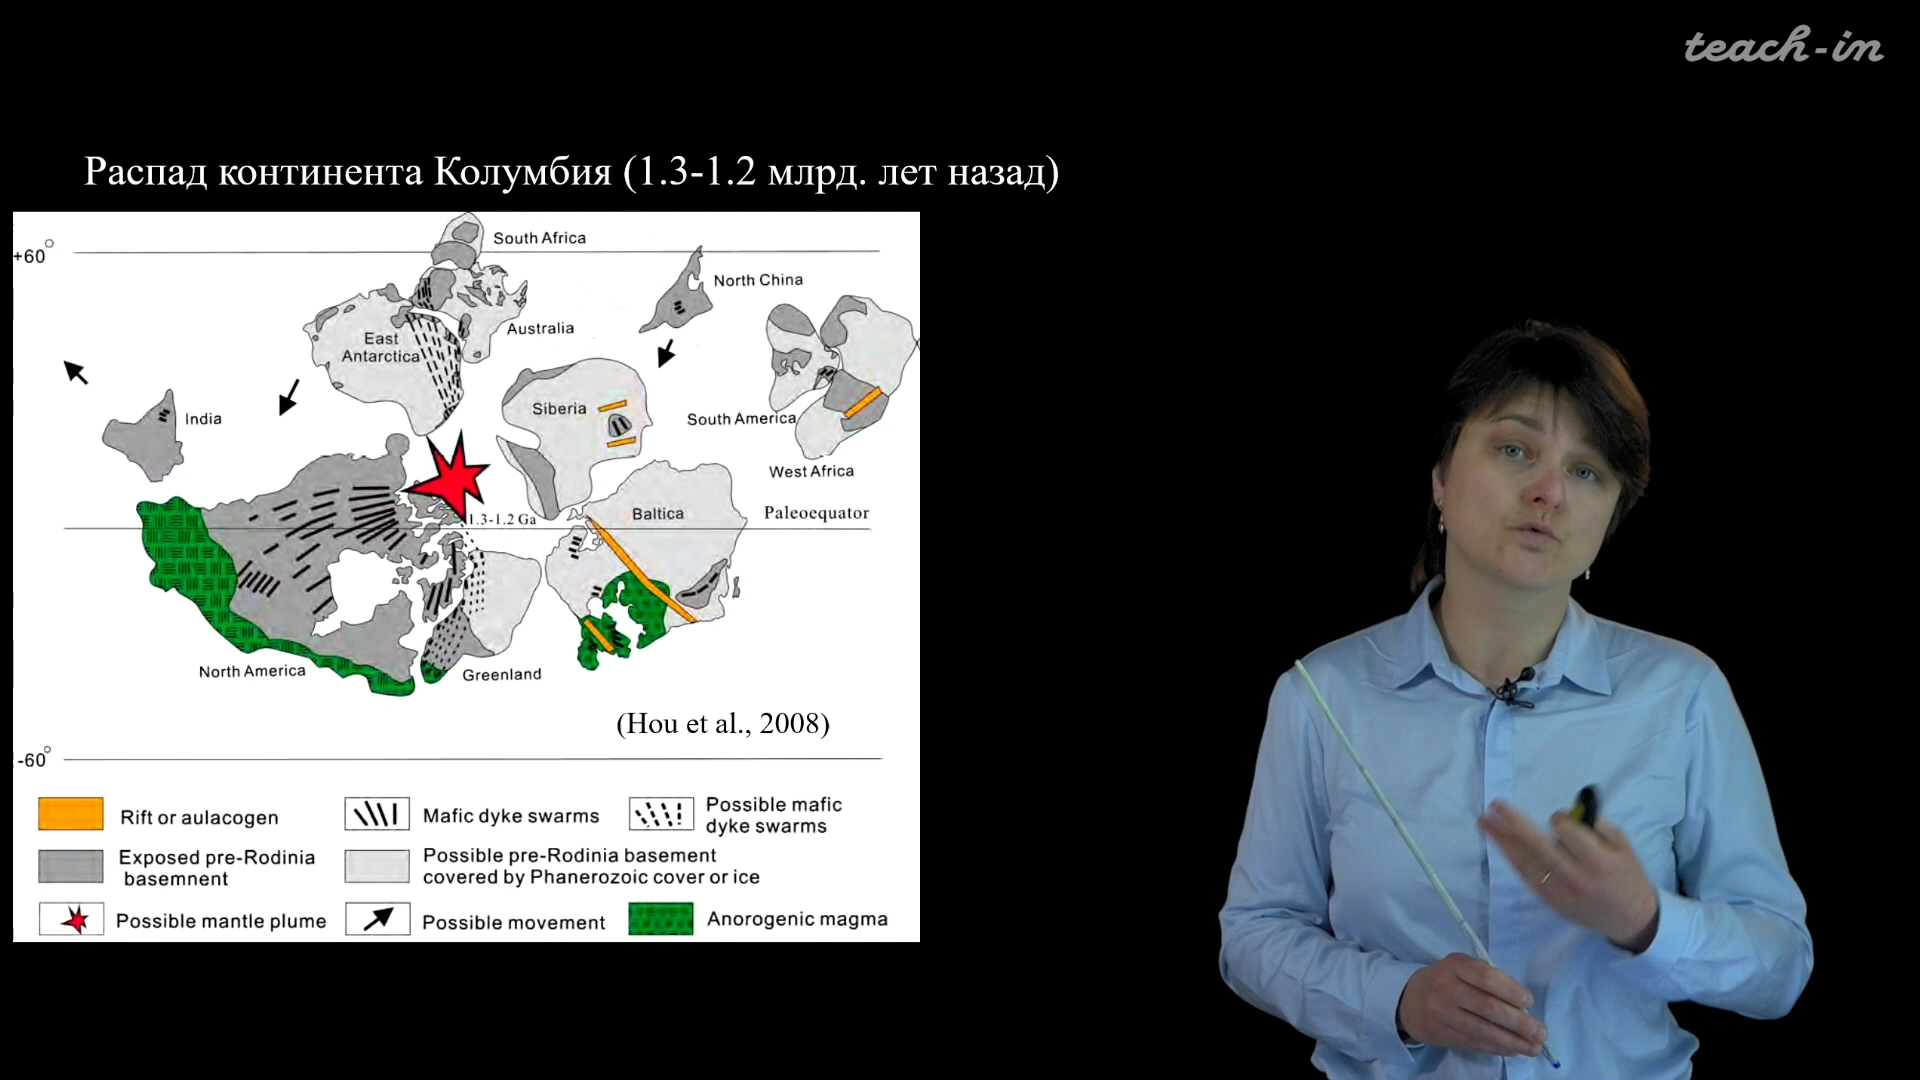 teach-in
Распад континента Колумбия (1.3-1.2 млрд. лет назад)
+60°
South Africa
North China
Australia
East
Antarctica
India
Siberia
South America
West Africa
1.3-1.2 Ga
Baltica
Paleoequator
North America
Greenland
(Hou et al., 2008)
-60°
Rift or aulacogen
Mafic dyke swarms
Possible mafic
dyke swarms
Exposed pre-Rodinia
basemnent
Possible pre-Rodinia basement
covered by Phanerozoic cover or ice
Possible mantle plume
Possible movement
Anorogenic magma